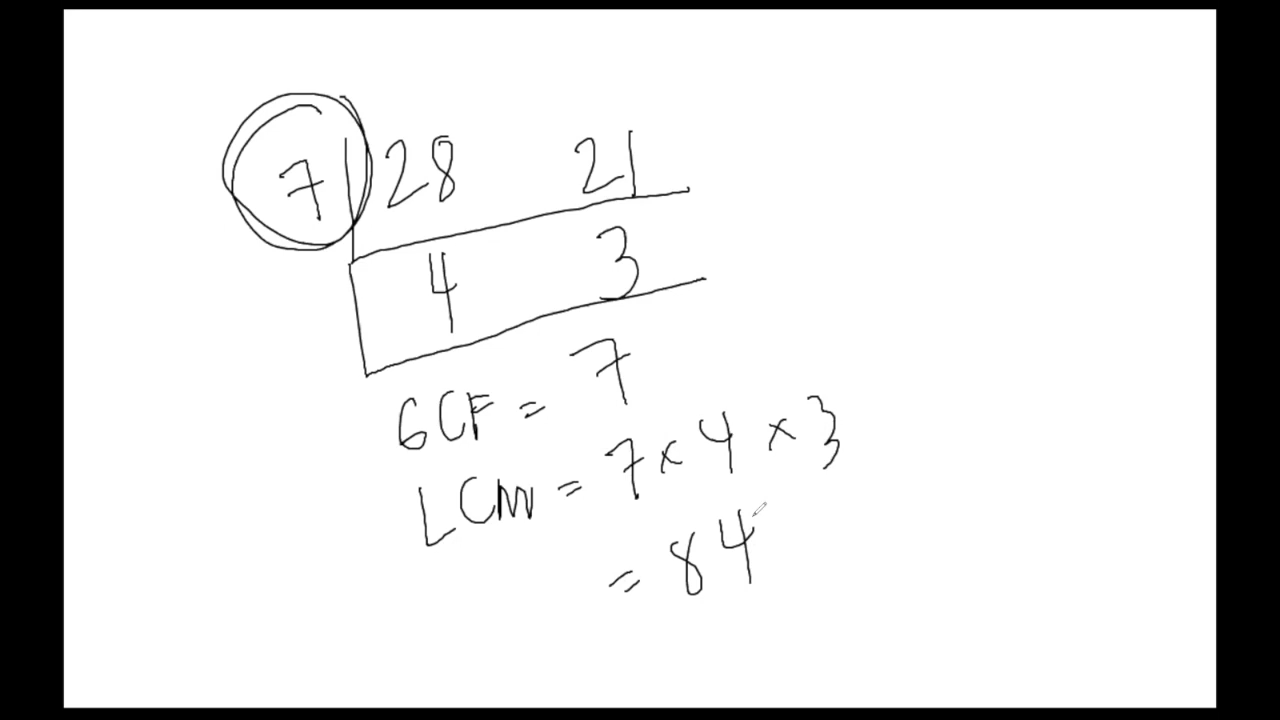 7 28 21
4 3
GCF = 7
LCM = 7 × 4 × 3
= 84